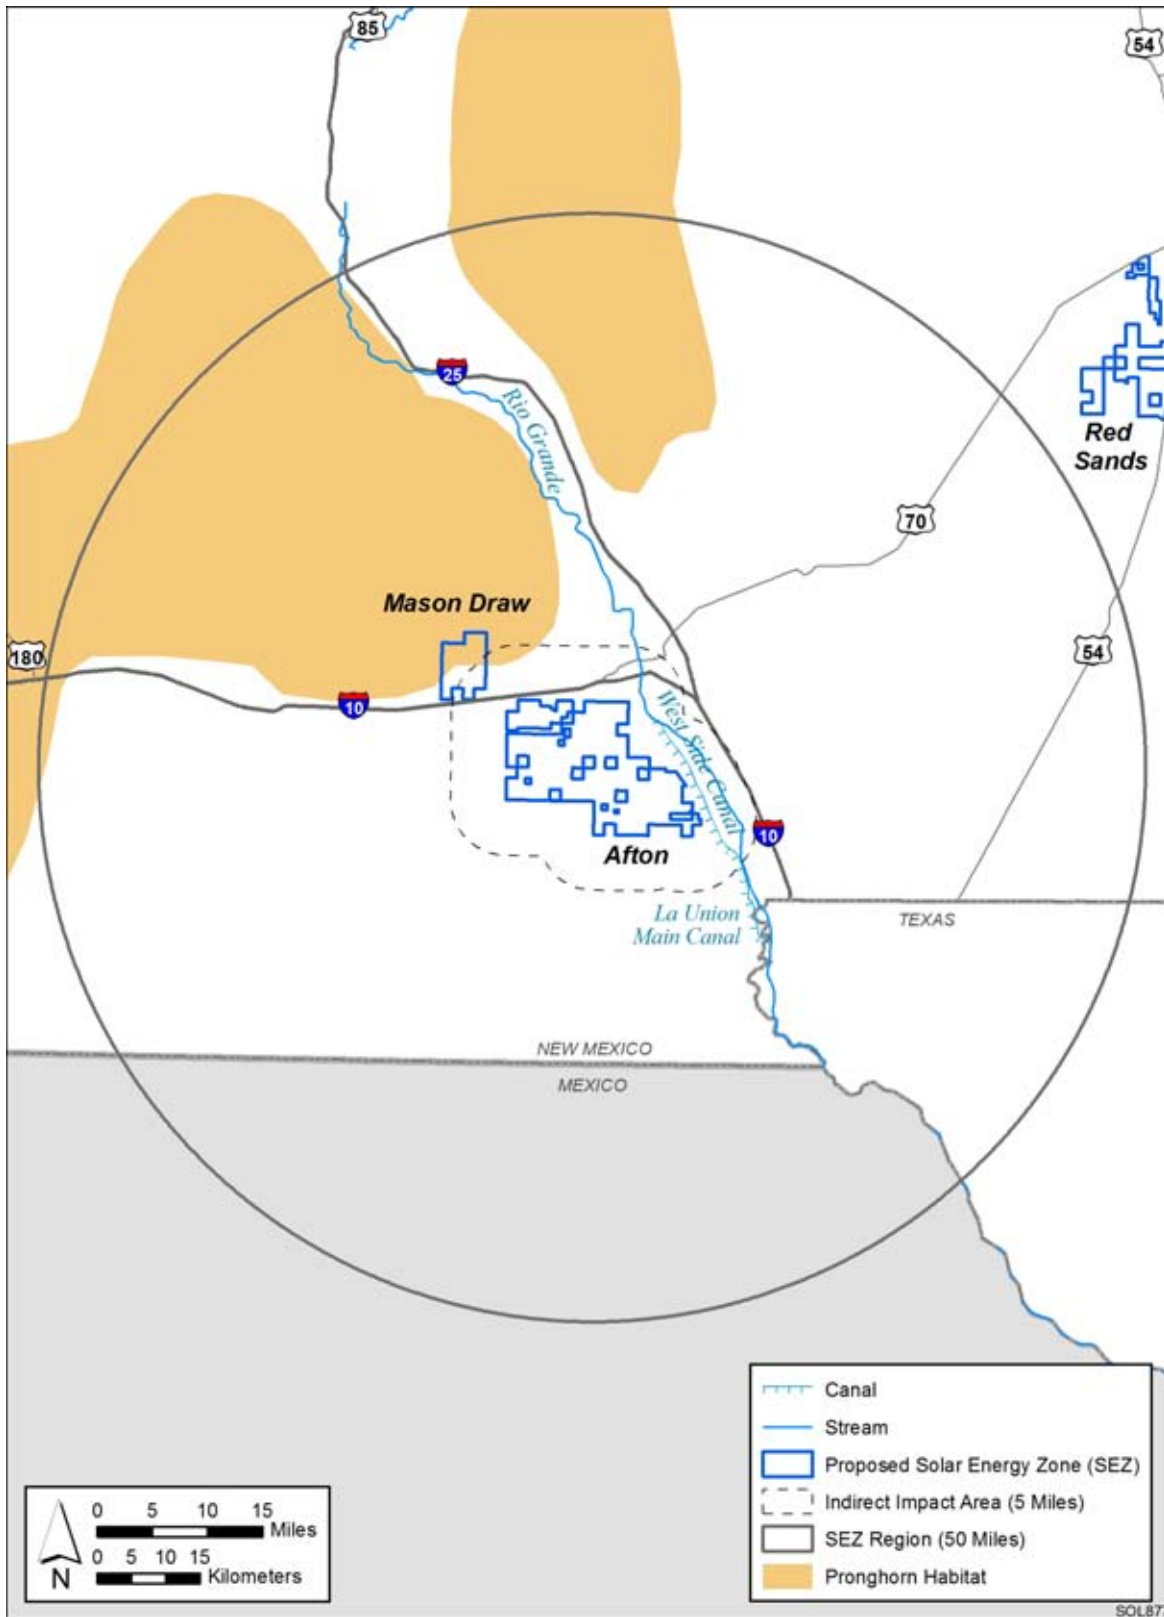 85
54
25
Rio Grande
Red
Sands
70
Mason Draw
180
54
10
West Side Canal
10
Afton
La Union
Main Canal
TEXAS
NEW MEXICO
MEXICO
Canal
Stream
Proposed Solar Energy Zone (SEZ)
Indirect Impact Area (5 Miles)
SEZ Region (50 Miles)
Pronghorn Habitat
0 5 10 15
Miles
0 5 10 15
Kilometers
N
SOL87